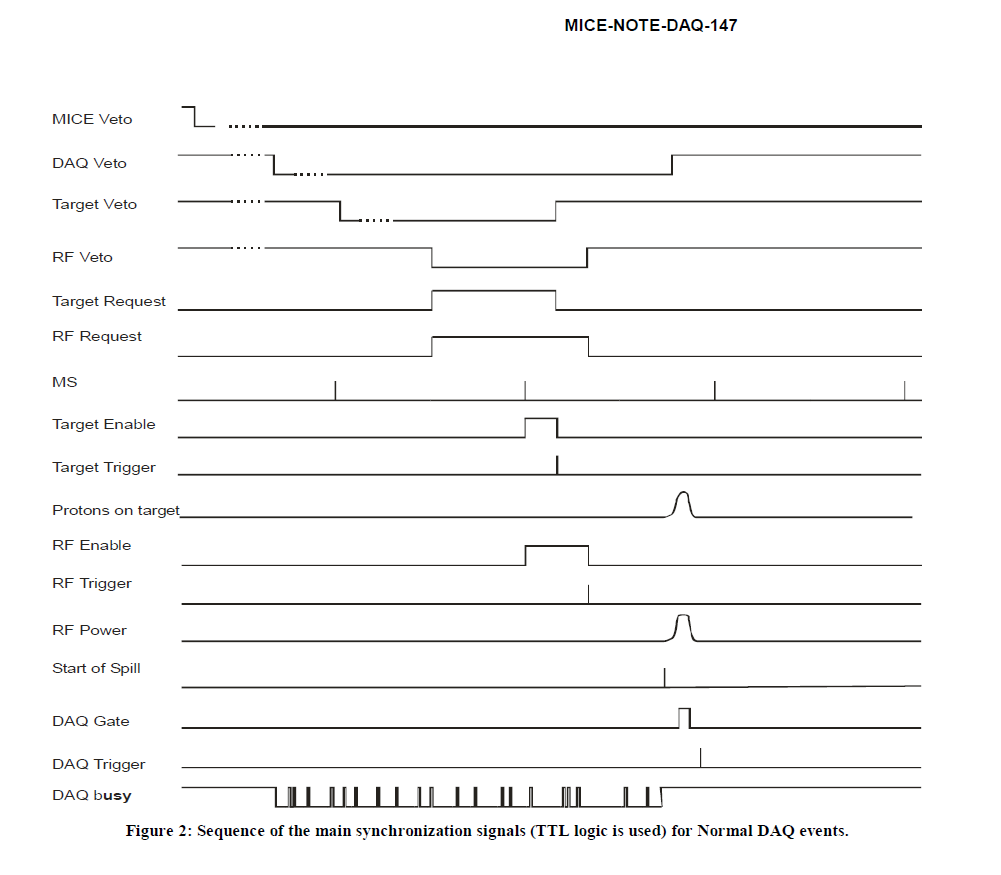 MICE-NOTE-DAQ-147
MICE Veto
DAQ Veto
Target Veto
RF Veto
Target Request
RF Request
MS
Target Enable
Target Trigger
Protons on target
RF Enable
RF Trigger
RF Power
Start of Spill
DAQ Gate
DAQ Trigger
DAQ busy
Figure 2: Sequence of the main synchronization signals (TTL logic is used) for Normal DAQ events.